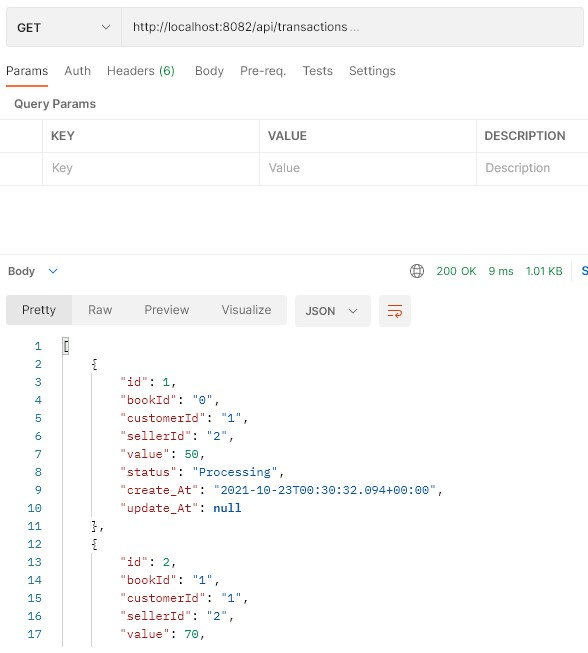 GET http://localhost:8082/api/transactions ...
Params Auth Headers (6) Body Pre-req. Tests Settings
Query Params
KEY VALUE DESCRIPTION
Key Value Description
Body 200 OK 9 ms 1.01 KB S
Pretty Raw Preview Visualize JSON
1 [
2 {
3 "id": 1,
4 "bookId": "0",
5 "customerId": "1",
6 "sellerId": "2",
7 "value": 50,
8 "status": "Processing",
9 "create_At": "2021-10-23T00:30:32.094+00:00",
10 "update_At": null
11 },
12 {
13 "id": 2,
14 "bookId": "1",
15 "customerId": "1",
16 "sellerId": "2",
17 "value": 70,